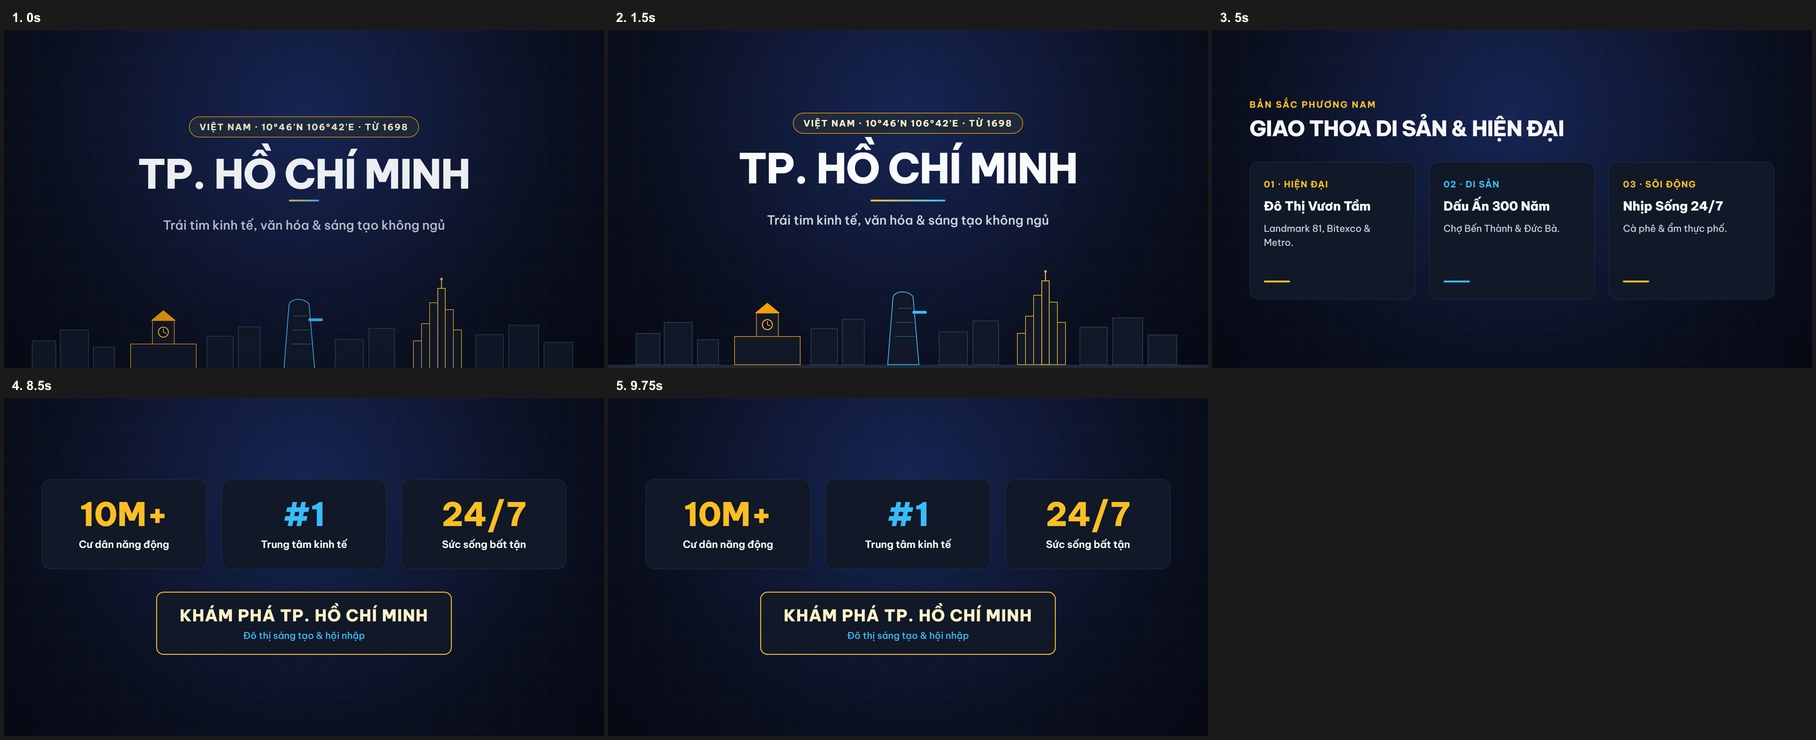 1. 0s
VIỆT NAM · 10°46'N 106°42'E · TỪ 1698
TP. HỒ CHÍ MINH
Trái tim kinh tế, văn hóa & sáng tạo không ngủ
2. 1.5s
VIỆT NAM · 10°46'N 106°42'E · TỪ 1698
TP. HỒ CHÍ MINH
Trái tim kinh tế, văn hóa & sáng tạo không ngủ
3. 5s
BẢN SẮC PHƯƠNG NAM
GIAO THOA DI SẢN & HIỆN ĐẠI
01 · HIỆN ĐẠI
Đô Thị Vươn Tầm
Landmark 81, Bitexco &
Metro.
02 · DI SẢN
Dấu Ấn 300 Năm
Chợ Bến Thành & Đức Bà.
03 · SÔI ĐỘNG
Nhịp Sống 24/7
Cà phê & ẩm thực phố.
4. 8.5s
10M+
Cư dân năng động
#1
Trung tâm kinh tế
24/7
Sức sống bất tận
KHÁM PHÁ TP. HỒ CHÍ MINH
Đô thị sáng tạo & hội nhập
5. 9.75s
10M+
Cư dân năng động
#1
Trung tâm kinh tế
24/7
Sức sống bất tận
KHÁM PHÁ TP. HỒ CHÍ MINH
Đô thị sáng tạo & hội nhập